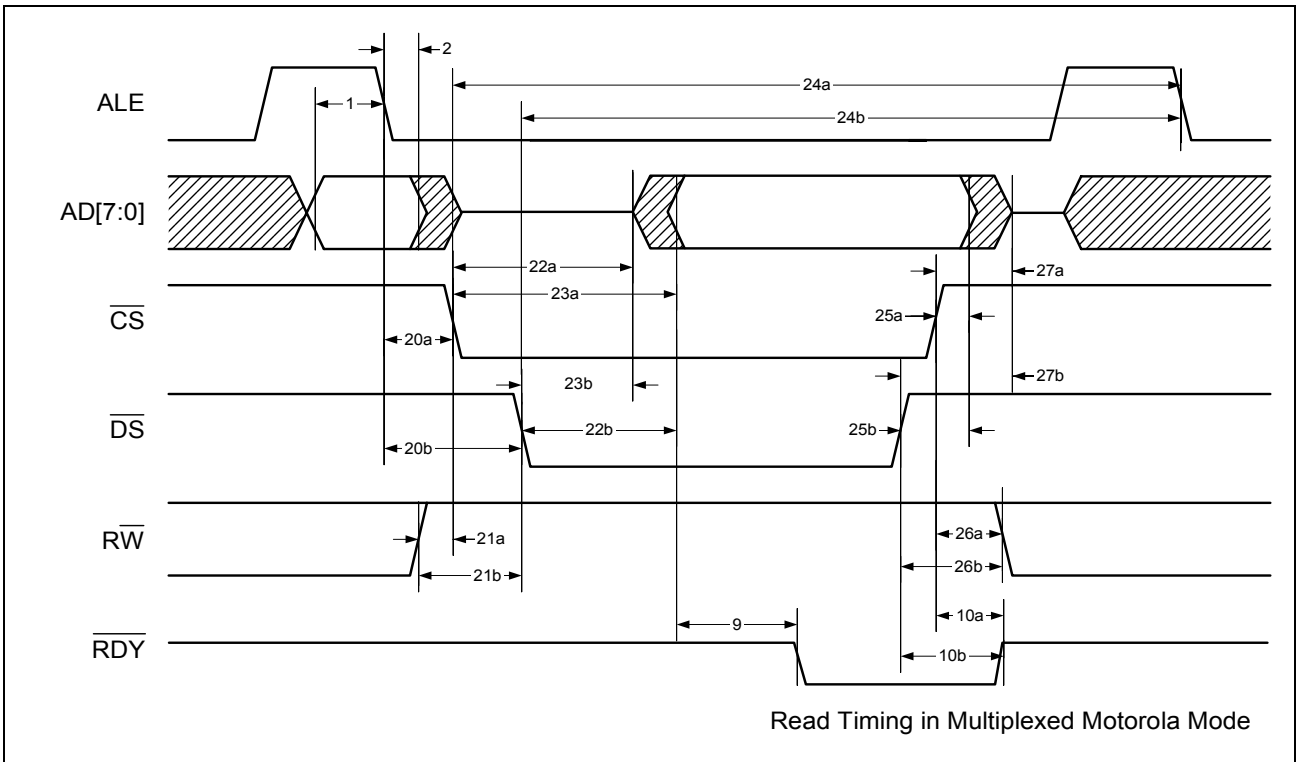 2
24a
ALE
1
24b
AD[7:0]
22a
27a
23a
CS
25a
20a
23b
27b
DS
22b
25b
20b
RW
21a
26a
21b
26b
9
10a
RDY
10b
Read Timing in Multiplexed Motorola Mode